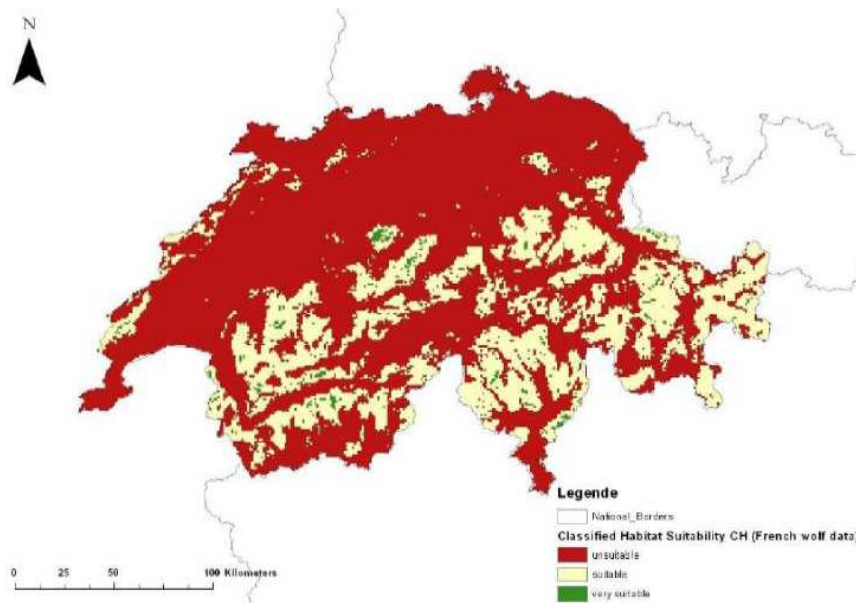 N
Legende
National_Borders
Classified Habitat Suitability CH (French wolf data)
unsuitable
suitable
very suitable
0 25 50 100 Kilometers